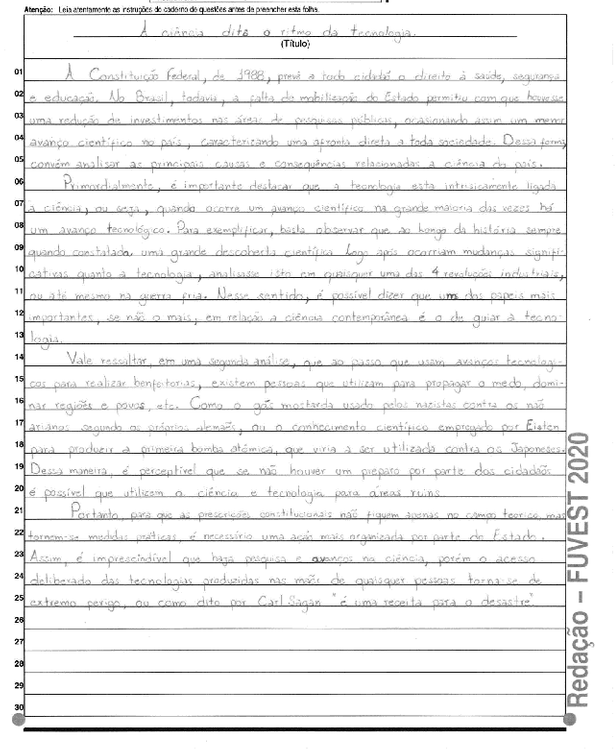 Atenção: Leia atentamente as instruções do caderno de questões antes de preencher esta folha.
A ciência dita o ritmo da tecnologia.
(Título)
01 A Constituição Federal, de 1988, prevê a todo cidadã o direito à saúde, segurança
02 e educação. No Brasil, todavia, a falta de mobilização do Estado permitiu com que houvesse
03 uma redução de investimentos nas áreas de pesquisas públicas, ocasionando assim um menor
04 avanço científico no país, caracterizando uma afronta direta a toda sociedade. Dessa forma,
05 convém analisar as principais causas e consequências relacionadas a ciência do país.
06 Primordialmente, é importante destacar que a tecnologia esta intrusicamente ligada
07 a ciência, ou seja, quando ocorre um avanço científico na grande maioria das vezes há
08 um avanço tecnológico. Para exemplificar, basta observar que ao longo da história sempre
09 quando constatada uma grande descoberta científica logo após ocorriam mudanças signifi-
10 cativas quanto a tecnologia, analisasse isto em quaisquer uma das 4 revoluções industriais,
11 ou até mesmo na guerra fria. Nesse sentido, é possível dizer que um dos papeis mais
12 importantes, se não o mais, em relação a ciência contemporânea é o de guiar a tecno-
13 logia.
14 Vale ressaltar, em uma segunda análise, que ao passo que usam avanços tecnologi-
15 cos para realizar benfeitorias, existem pessoas que utilizam para propagar o medo, domi-
16 nar regiões e povos, etc. Como o gás mostarda usado pelos nazistas contra os não
17 arianos segundo os próprios alemães, ou o conhecimento científico empregado por Eisten
18 para produzir a primeira bomba atômica, que viria a ser utilizada contra os Japoneses.
19 Dessa maneira, é perceptível que se não houver um preparo por parte dos cidadãos
20 é possível que utilizem a ciência e tecnologia para áreas ruins.
21 Portanto, para que as prescrições constitucionais não fiquem apenas no campo teorico, mas
22 tornem-se medidas práticas, é necessário uma ação mais organizada por parte do Estado.
23 Assim, é imprescindível que haja pesquisa e avanços na ciência, porém o acesso
24 deliberado das tecnologias produzidas nas mãos de quaisquer pessoas torna-se de
25 extremo perigo, ou como dito por Carl Sagan "é uma receita para o desastre".
26
27
28
29
30
Redação – FUVEST 2020